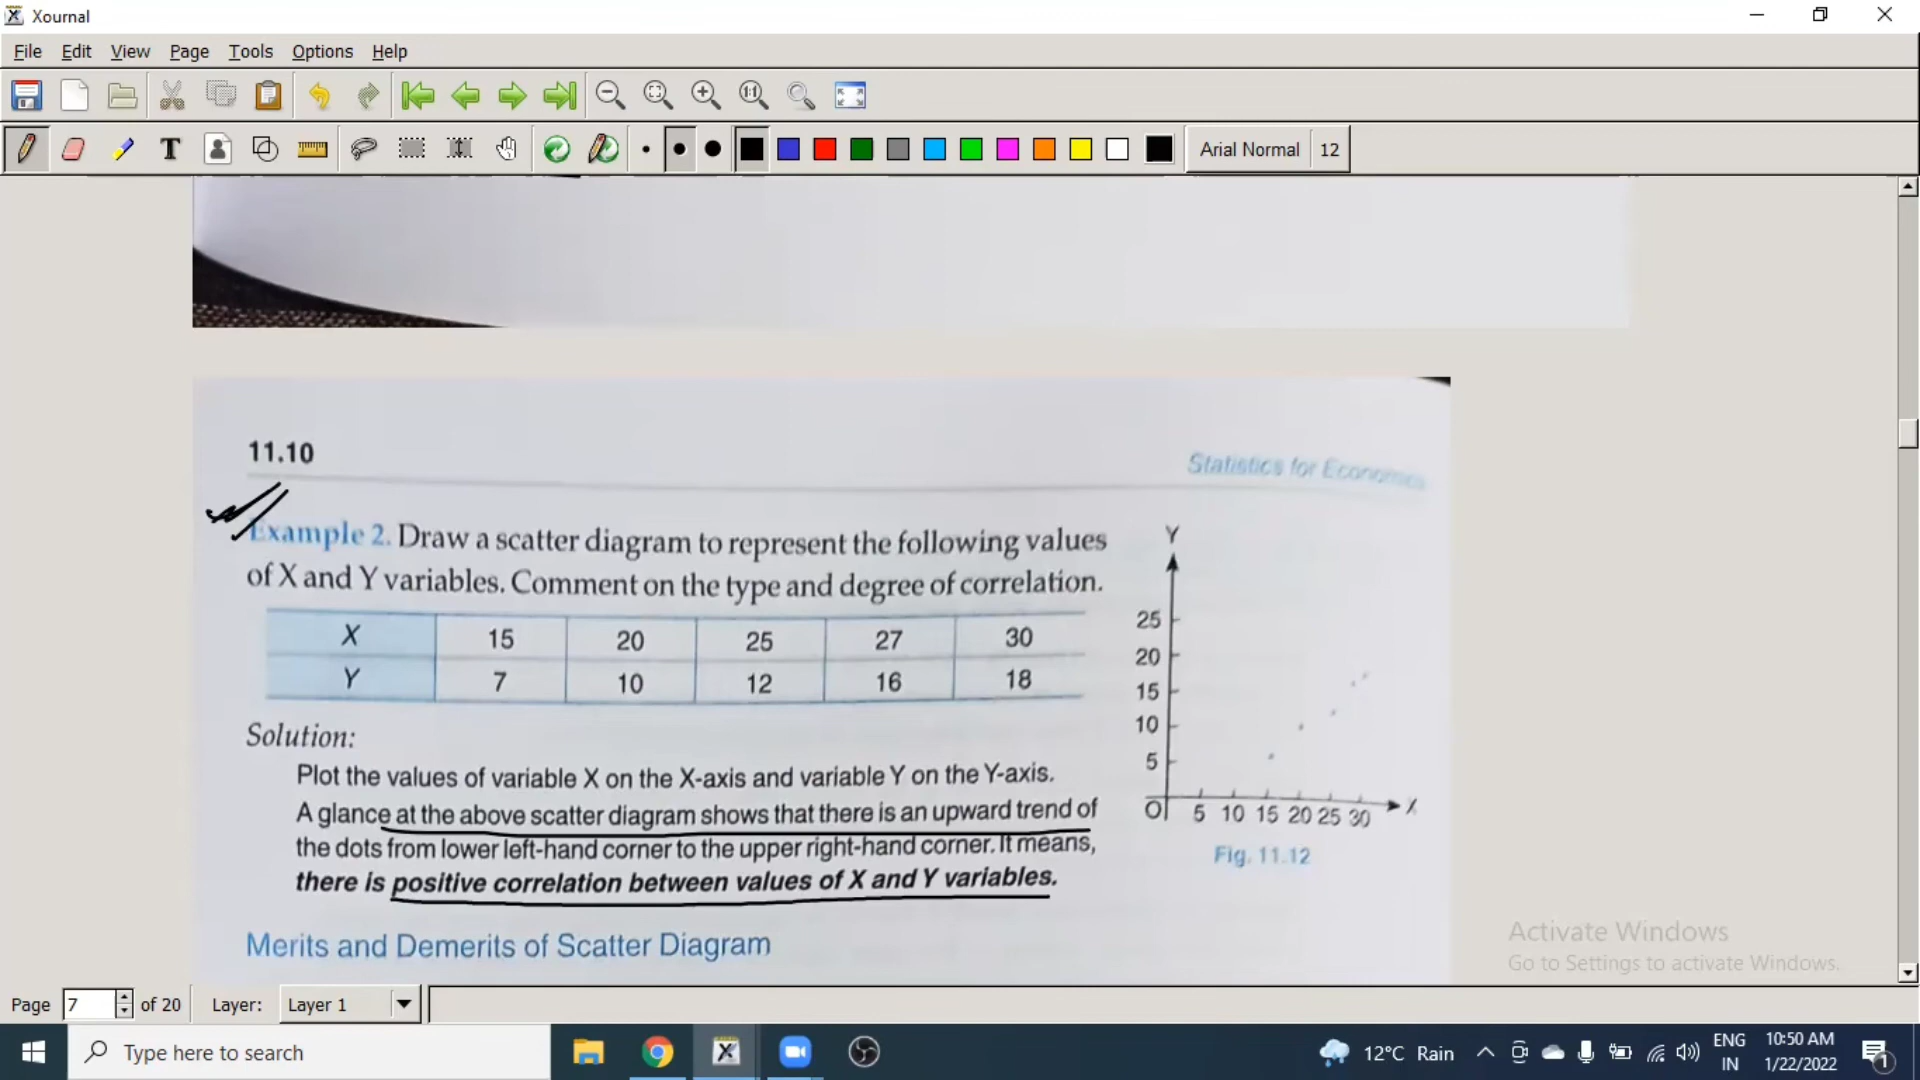 Xournal
File Edit View Page Tools Options Help
T Arial Normal 12
11.10
Statistics for Economics
Example 2. Draw a scatter diagram to represent the following values
of X and Y variables. Comment on the type and degree of correlation.
X 15 20 25 27 30
Y 7 10 12 16 18
Solution:
Plot the values of variable X on the X-axis and variable Y on the Y-axis.
A glance at the above scatter diagram shows that there is an upward trend of
the dots from lower left-hand corner to the upper right-hand corner. It means,
there is positive correlation between values of X and Y variables.
Merits and Demerits of Scatter Diagram
Y
25
20
15
10
5
O 5 10 15 20 25 30 X
Fig. 11.12
Activate Windows
Go to Settings to activate Windows.
Page 7 of 20 Layer: Layer 1
Type here to search
12°C Rain
ENG
IN
10:50 AM
1/22/2022
1